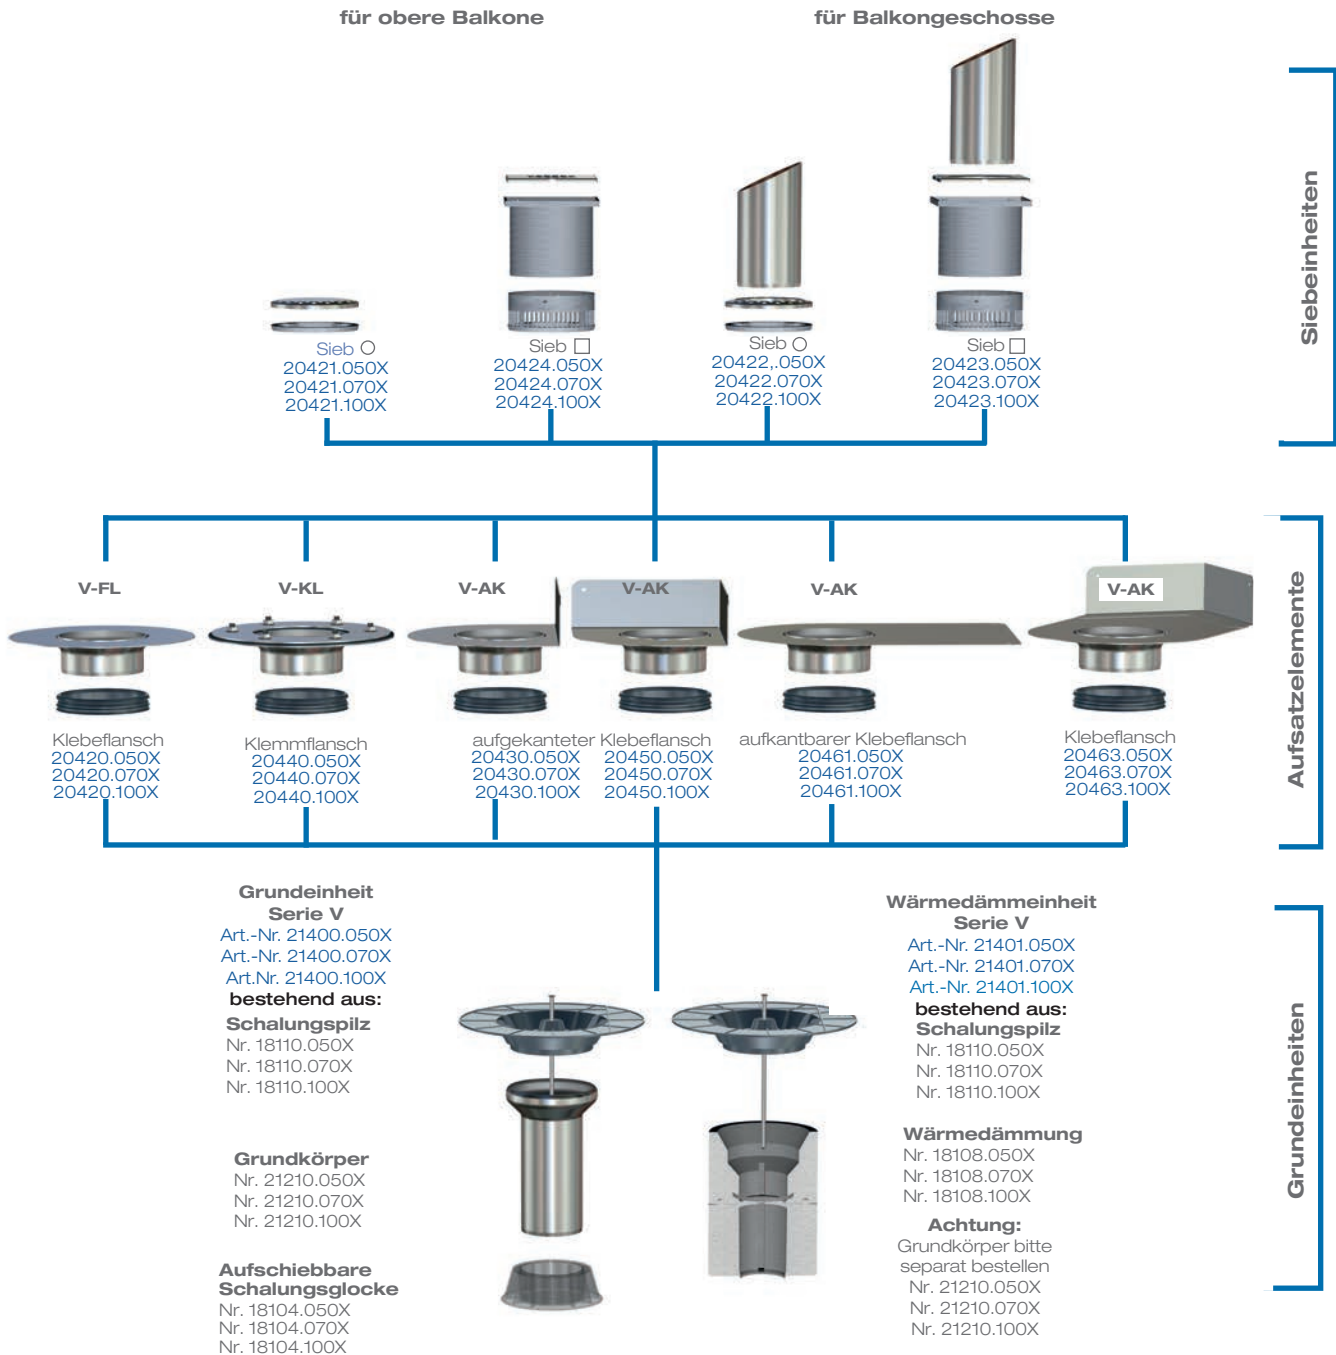 für obere Balkone
für Balkongeschosse
Siebeinheiten
Sieb
20421.050X
20421.070X
20421.100X
Sieb
20424.050X
20424.070X
20424.100X
Sieb
20422,.050X
20422.070X
20422.100X
Sieb
20423.050X
20423.070X
20423.100X
Aufsatzelemente
V-FL
V-KL
V-AK
V-AK
V-AK
V-AK
Klebeflansch
20420.050X
20420.070X
20420.100X
Klemmflansch
20440.050X
20440.070X
20440.100X
aufgekanteter Klebeflansch
20430.050X
20430.070X
20430.100X
20450.050X
20450.070X
20450.100X
aufkantbarer Klebeflansch
20461.050X
20461.070X
20461.100X
Klebeflansch
20463.050X
20463.070X
20463.100X
Grundeinheiten
Grundeinheit
Serie V
Art.-Nr. 21400.050X
Art.-Nr. 21400.070X
Art.Nr. 21400.100X
bestehend aus:
Schalungspilz
Nr. 18110.050X
Nr. 18110.070X
Nr. 18110.100X
Grundkörper
Nr. 21210.050X
Nr. 21210.070X
Nr. 21210.100X
Aufschiebbare
Schalungsglocke
Nr. 18104.050X
Nr. 18104.070X
Nr. 18104.100X
Wärmedämmeinheit
Serie V
Art.-Nr. 21401.050X
Art.-Nr. 21401.070X
Art.-Nr. 21401.100X
bestehend aus:
Schalungspilz
Nr. 18110.050X
Nr. 18110.070X
Nr. 18110.100X
Wärmedämmung
Nr. 18108.050X
Nr. 18108.070X
Nr. 18108.100X
Achtung:
Grundkörper bitte
separat bestellen
Nr. 21210.050X
Nr. 21210.070X
Nr. 21210.100X